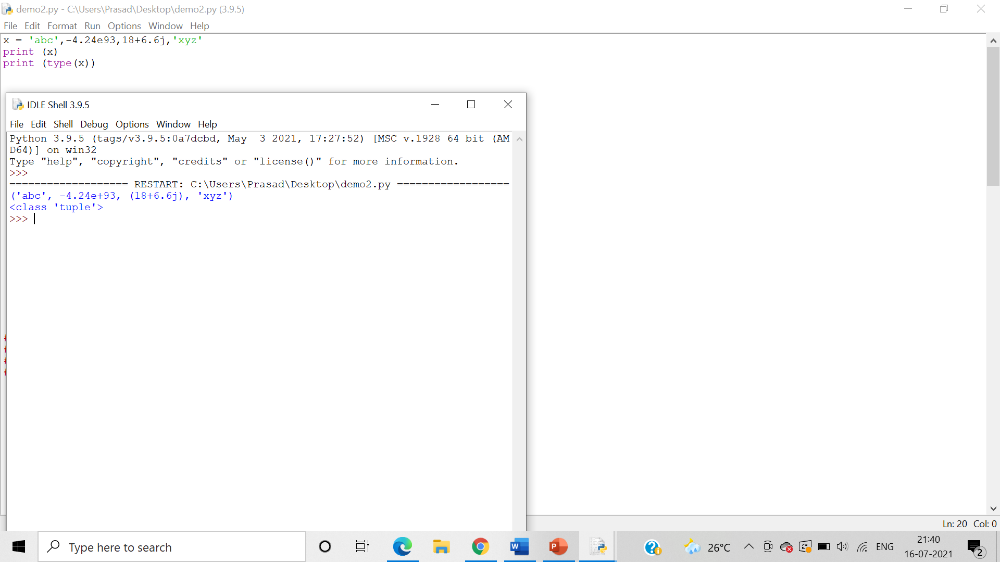 demo2.py - C:\Users\Prasad\Desktop\demo2.py (3.9.5)
File Edit Format Run Options Window Help
x = 'abc',-4.24e93,18+6.6j,'xyz'
print (x)
print (type(x))
IDLE Shell 3.9.5
File Edit Shell Debug Options Window Help
Python 3.9.5 (tags/v3.9.5:0a7dcbd, May  3 2021, 17:27:52) [MSC v.1928 64 bit (AM
D64)] on win32
Type "help", "copyright", "credits" or "license()" for more information.
>>>
=================== RESTART: C:\Users\Prasad\Desktop\demo2.py ==================
('abc', -4.24e+93, (18+6.6j), 'xyz')
<class 'tuple'>
>>>
#
#
#
#
Ln: 20 Col: 0
Type here to search
26°C
ENG
21:40
16-07-2021
2